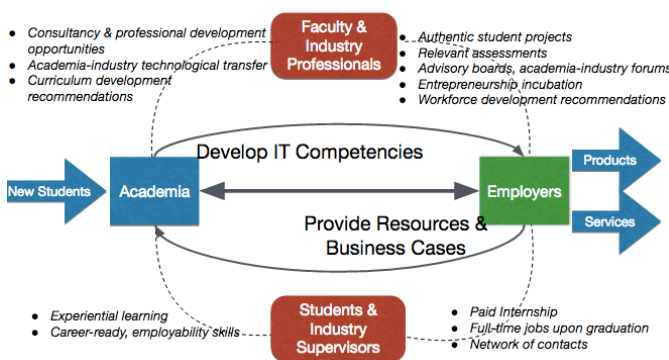 • Consultancy & professional development
opportunities
• Academia-industry technological transfer
• Curriculum development
recommendations
Faculty &
Industry
Professionals
• Authentic student projects
• Relevant assessments
• Advisory boards, academia-industry forums
• Entrepreneurship incubation
• Workforce development recommendations
Develop IT Competencies
New Students
Academia
Employers
Products
Services
Provide Resources &
Business Cases
• Experiential learning
• Career-ready, employability skills
Students &
Industry
Supervisors
• Paid Internship
• Full-time jobs upon graduation
• Network of contacts